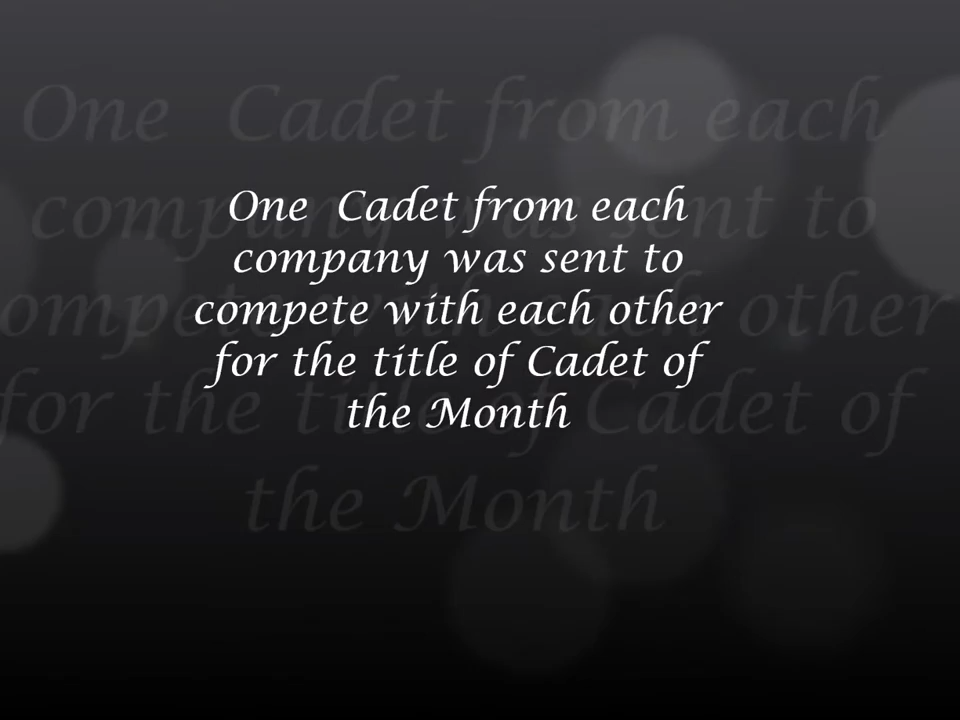 One  Cadet from each
company was sent to
compete with each other
for the title of Cadet of
the Month